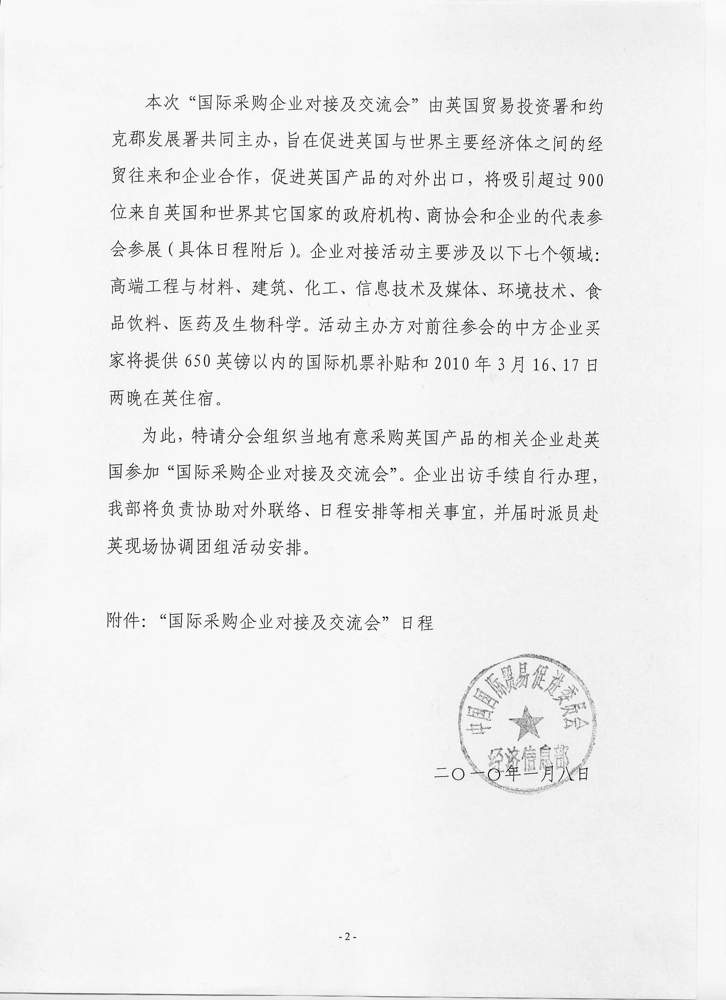 本次“国际采购企业对接及交流会”由英国贸易投资署和约
克郡发展署共同主办，旨在促进英国与世界主要经济体之间的经
贸往来和企业合作，促进英国产品的对外出口，将吸引超过 900
位来自英国和世界其它国家的政府机构、商协会和企业的代表参
会参展（具体日程附后）。企业对接活动主要涉及以下七个领域：
高端工程与材料、建筑、化工、信息技术及媒体、环境技术、食
品饮料、医药及生物科学。活动主办方对前往参会的中方企业买
家将提供 650 英镑以内的国际机票补贴和 2010 年 3 月 16、17 日
两晚在英住宿。
为此，特请分会组织当地有意采购英国产品的相关企业赴英
国参加“国际采购企业对接及交流会”。企业出访手续自行办理，
我部将负责协助对外联络、日程安排等相关事宜，并届时派员赴
英现场协调团组活动安排。
附件：“国际采购企业对接及交流会”日程
中国国际贸易促进委员会
经济信息部
二〇一〇年一月八日
- 2 -